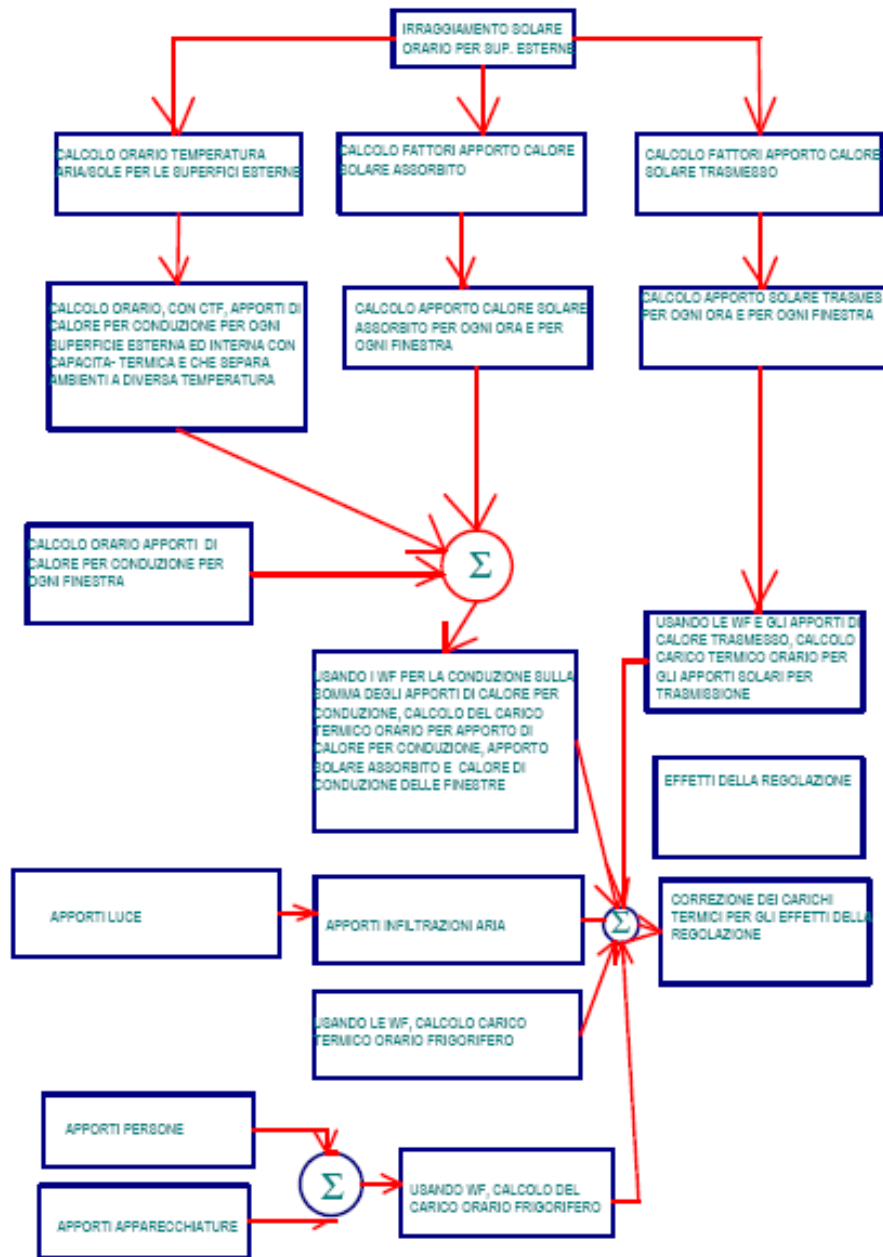 IRRAGGIAMENTO SOLARE
ORARIO PER SUP. ESTERNE
CALCOLO ORARIO TEMPERATURA
ARIA/SOLE PER LE SUPERFICI ESTERNE
CALCOLO FATTORI APPORTO CALORE
SOLARE ASSORBITO
CALCOLO FATTORI APPORTO CALORE
SOLARE TRASMESSO
CALCOLO ORARIO, CON CTF, APPORTI DI
CALORE PER CONDUZIONE PER OGNI
SUPERFICIE ESTERNA ED INTERNA CON
CAPACITA- TERMICA E CHE SEPARA
AMBIENTI A DIVERSA TEMPERATURA
CALCOLO APPORTO CALORE SOLARE
ASSORBITO PER OGNI ORA E PER
OGNI FINESTRA
CALCOLO APPORTO SOLARE TRASMES
PER OGNI ORA E PER OGNI FINESTRA
CALCOLO ORARIO APPORTI DI
CALORE PER CONDUZIONE PER
OGNI FINESTRA
Σ
USANDO I WF PER LA CONDUZIONE SULLA
SOMMA DEGLI APPORTI DI CALORE PER
CONDUZIONE, CALCOLO DEL CARICO
TERMICO ORARIO PER APPORTO DI
CALORE PER CONDUZIONE, APPORTO
SOLARE ASSORBITO E CALORE DI
CONDUZIONE DELLE FINESTRE
USANDO LE WF E GLI APPORTI DI
CALORE TRASMESSO, CALCOLO
CARICO TERMICO ORARIO PER
GLI APPORTI SOLARI PER
TRASMISSIONE
EFFETTI DELLA REGOLAZIONE
APPORTI LUCE
APPORTI INFILTRAZIONI ARIA
Σ
CORREZIONE DEI CARICHI
TERMICI PER GLI EFFETTI DELLA
REGOLAZIONE
USANDO LE WF, CALCOLO CARICO
TERMICO ORARIO FRIGORIFERO
APPORTI PERSONE
Σ
USANDO WF, CALCOLO DEL
CARICO ORARIO FRIGORIFERO
APPORTI APPARECCHIATURE